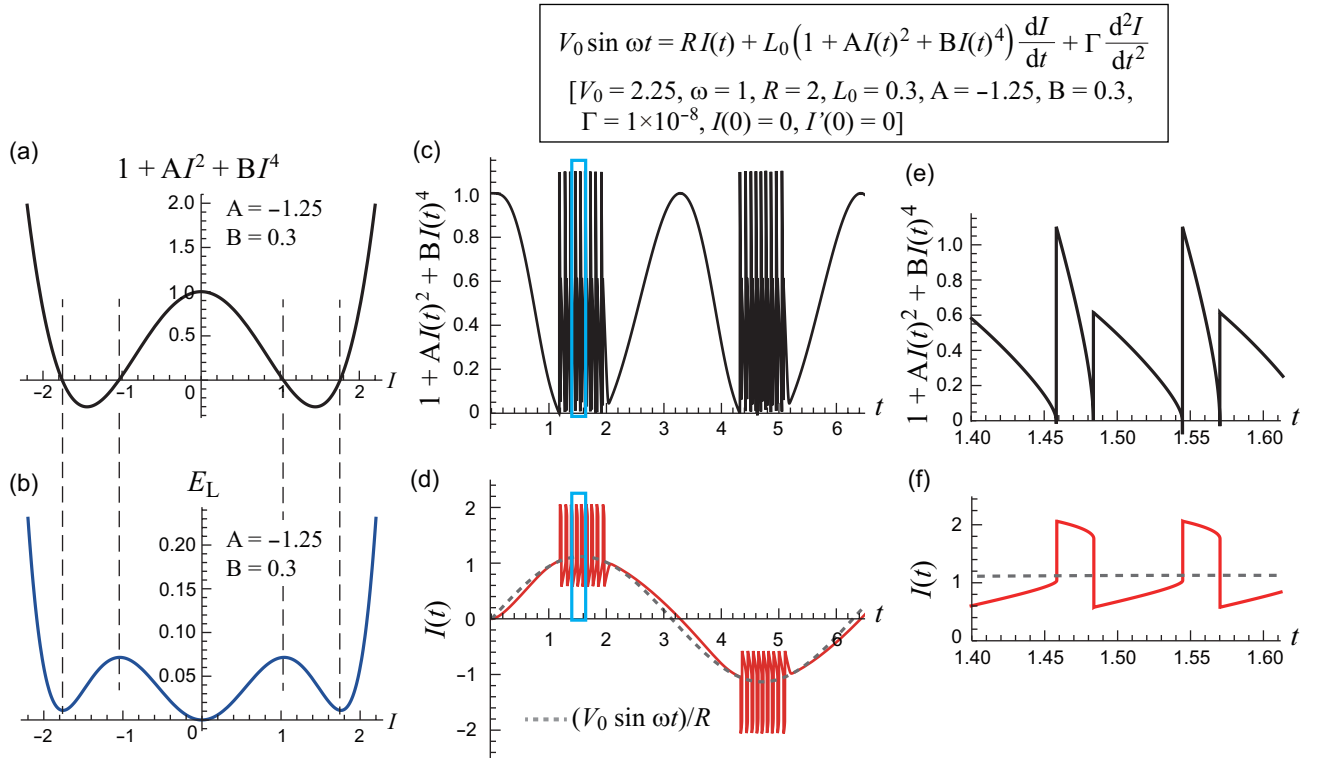 V₀ sin ωt = RI(t) + L₀(1 + AI(t)² + BI(t)⁴) dI/dt + Γ d²I/dt²
[V₀ = 2.25, ω = 1, R = 2, L₀ = 0.3, A = −1.25, B = 0.3,
Γ = 1×10⁻⁸, I(0) = 0, I’(0) = 0]
(a)
1 + AI² + BI⁴
A = −1.25
B = 0.3
2.0
1.5
1.0
0.5
0
−2
−1
0
1
2
I
(b)
E_L
A = −1.25
B = 0.3
0.20
0.15
0.10
0.05
0
−2
−1
0
1
2
I
(c)
1 + AI(t)² + BI(t)⁴
1.0
0.8
0.6
0.4
0.2
0
1
2
3
4
5
6
t
(d)
I(t)
2
1
0
−1
−2
1
2
3
4
5
6
t
(V₀ sin ωt)/R
(e)
1 + AI(t)² + BI(t)⁴
1.0
0.8
0.6
0.4
0.2
0
1.40
1.45
1.50
1.55
1.60
t
(f)
I(t)
2
1
0
1.40
1.45
1.50
1.55
1.60
t